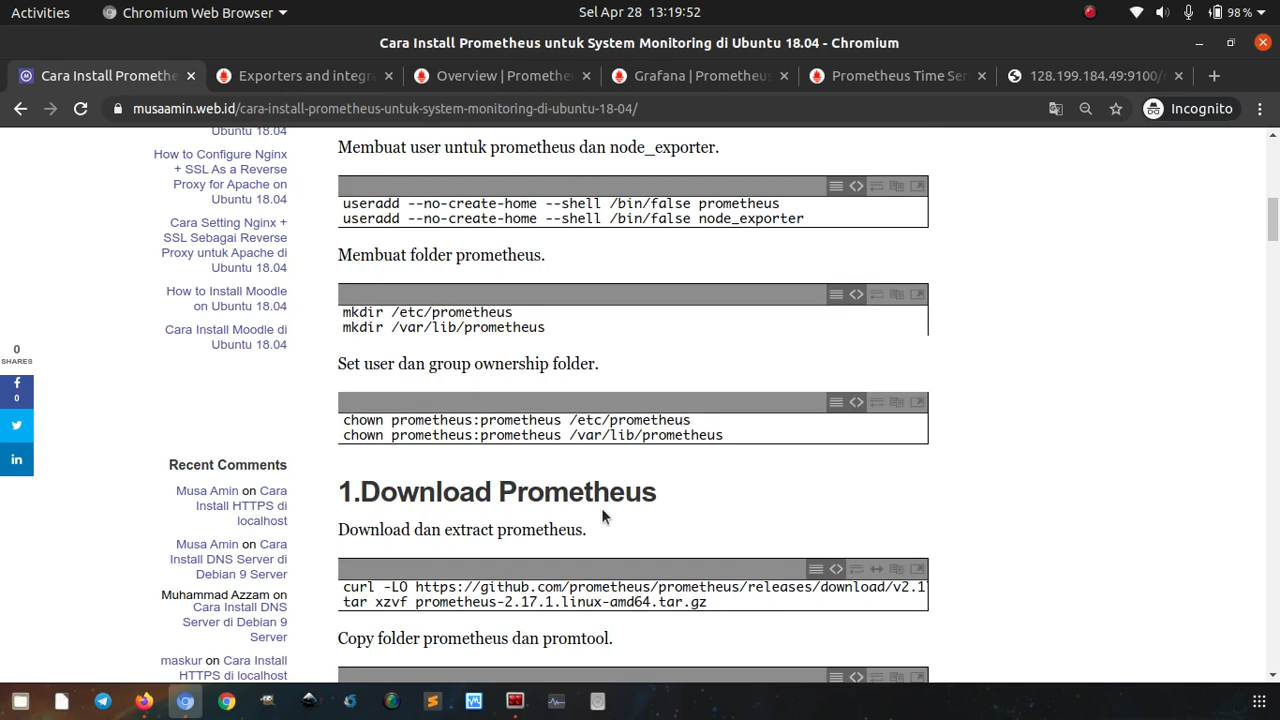 Activities
Chromium Web Browser
Sel Apr 28 13:19:52
98 %
Cara Install Prometheus untuk System Monitoring di Ubuntu 18.04 - Chromium
Cara Install Promethe
Exporters and integr
Overview | Promethe
Grafana | Prometheus
Prometheus Time Ser
128.199.184.49:9100/
musaamin.web.id/cara-install-prometheus-untuk-system-monitoring-di-ubuntu-18-04/
Incognito
Ubuntu 18.04
How to Configure Nginx
+ SSL As a Reverse
Proxy for Apache on
Ubuntu 18.04
Cara Setting Nginx +
SSL Sebagai Reverse
Proxy untuk Apache di
Ubuntu 18.04
How to Install Moodle
on Ubuntu 18.04
Cara Install Moodle di
Ubuntu 18.04
0
SHARES
0
Recent Comments
Musa Amin on Cara
Install HTTPS di
localhost
Musa Amin on Cara
Install DNS Server di
Debian 9 Server
Muhammad Azzam on
Cara Install DNS
Server di Debian 9
Server
maskur on Cara Install
HTTPS di localhost
Membuat user untuk prometheus dan node_exporter.
useradd --no-create-home --shell /bin/false prometheus
useradd --no-create-home --shell /bin/false node_exporter
Membuat folder prometheus.
mkdir /etc/prometheus
mkdir /var/lib/prometheus
Set user dan group ownership folder.
chown prometheus:prometheus /etc/prometheus
chown prometheus:prometheus /var/lib/prometheus
1.Download Prometheus
Download dan extract prometheus.
curl -LO https://github.com/prometheus/prometheus/releases/download/v2.1
tar xzvf prometheus-2.17.1.linux-amd64.tar.gz
Copy folder prometheus dan promtool.